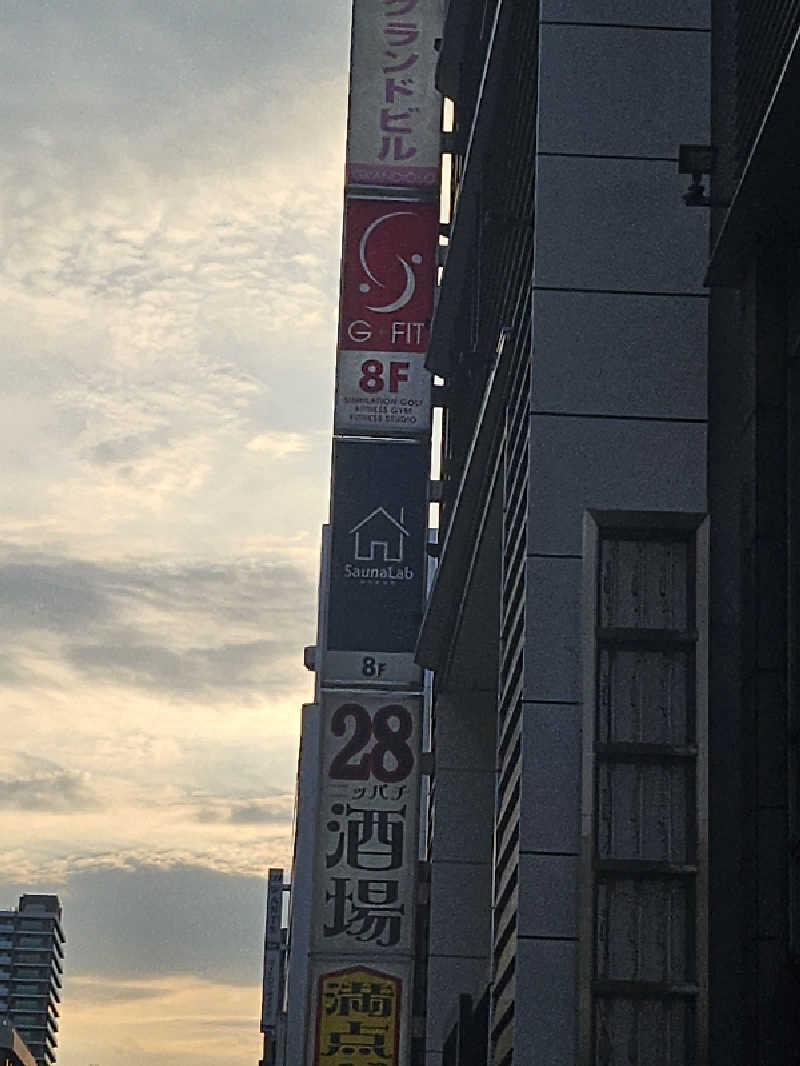 グランドビル
G・FIT
8F
SIMULATION GOLF
FITNESS GYM
FITNESS STUDIO
SaunaLab
8F
28
ニッパチ
酒
場
満
点